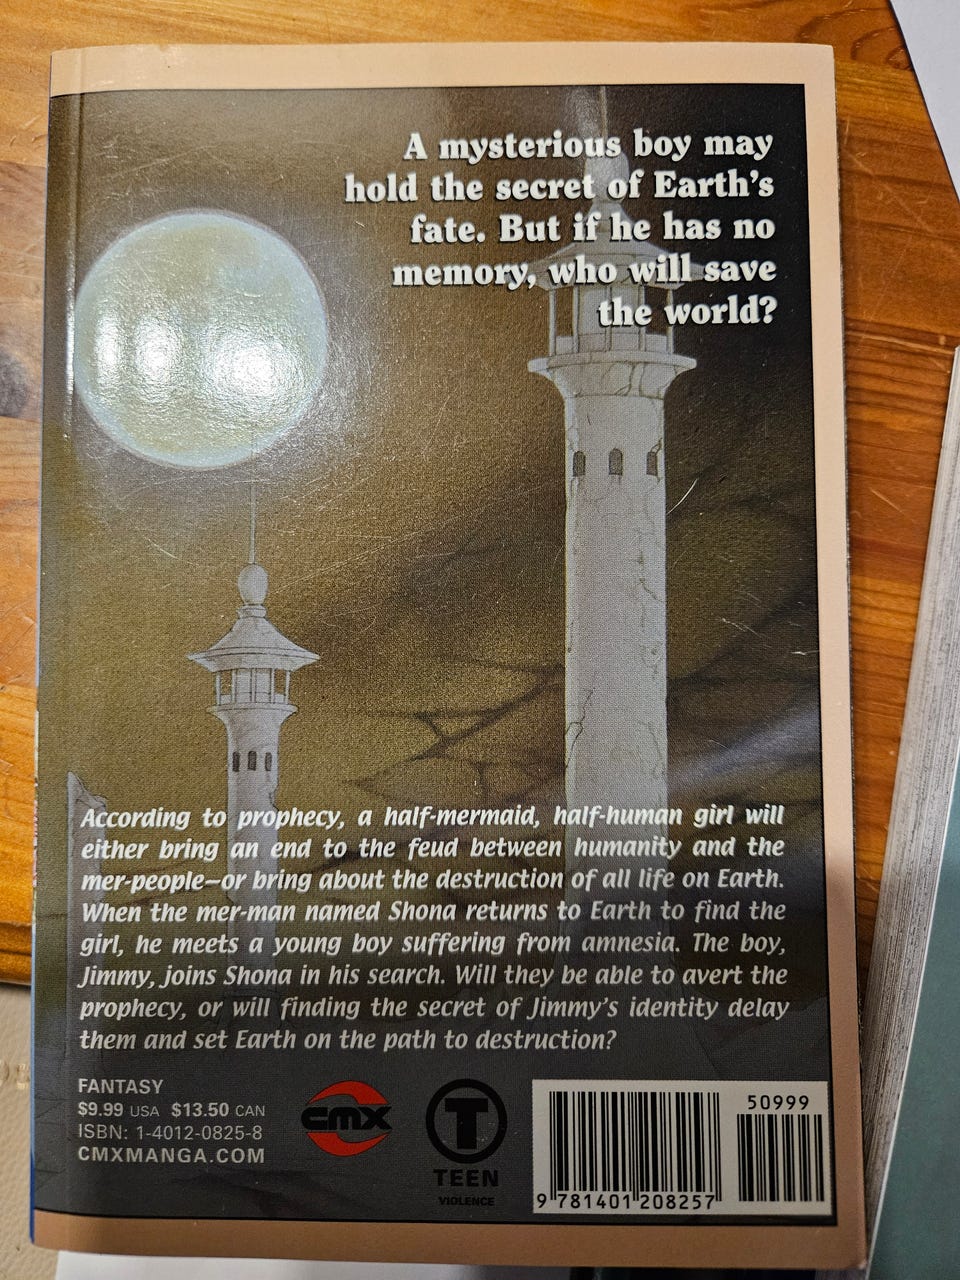 A mysterious boy may
hold the secret of Earth's
fate. But if he has no
memory, who will save
the world?
According to prophecy, a half-mermaid, half-human girl will
either bring an end to the feud between humanity and the
mer-people—or bring about the destruction of all life on Earth.
When the mer-man named Shona returns to Earth to find the
girl, he meets a young boy suffering from amnesia. The boy,
Jimmy, joins Shona in his search. Will they be able to avert the
prophecy, or will finding the secret of Jimmy's identity delay
them and set Earth on the path to destruction?
FANTASY
$9.99 USA $13.50 CAN
ISBN: 1-4012-0825-8
CMXMANGA.COM
CMX
T
TEEN
VIOLENCE
50999
9 781401 208257